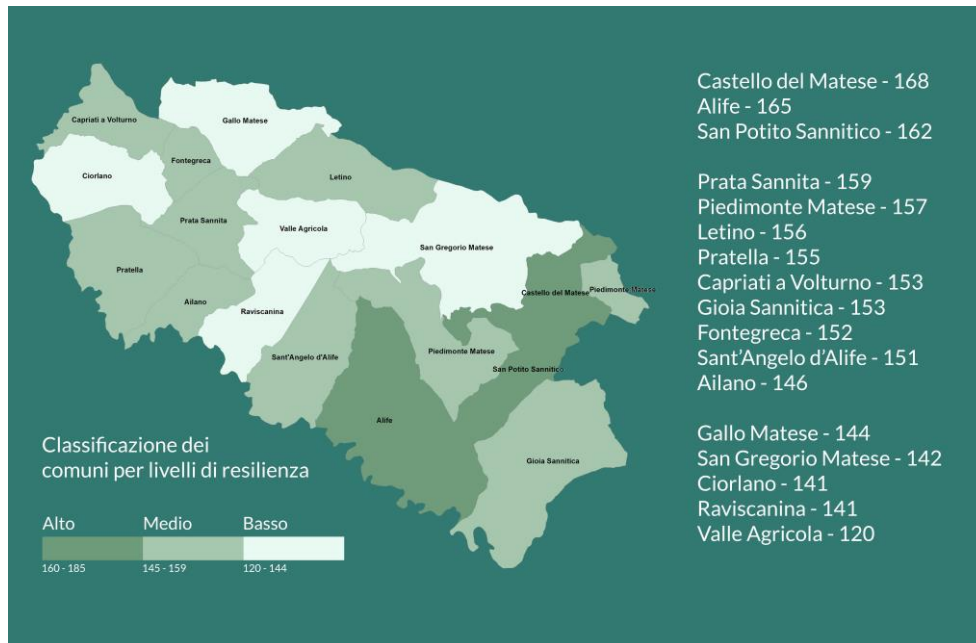 Capriati a Volturno
Gallo Matese
Fontegreca
Ciorlano
Letino
Prata Sannita
Valle Agricola
San Gregorio Matese
Pratella
Ailano
Raviscanina
Castello del Matese
Piedimonte Matese
Sant'Angelo d'Alife
Piedimonte Matese
San Potito Sannitico
Alife
Gioia Sannitica
Castello del Matese - 168
Alife - 165
San Potito Sannitico - 162
Prata Sannita - 159
Piedimonte Matese - 157
Letino - 156
Pratella - 155
Capriati a Volturno - 153
Gioia Sannitica - 153
Fontegreca - 152
Sant'Angelo d'Alife - 151
Ailano - 146
Gallo Matese - 144
San Gregorio Matese - 142
Ciorlano - 141
Raviscanina - 141
Valle Agricola - 120
Classificazione dei
comuni per livelli di resilienza
Alto Medio Basso
160 - 185 145 - 159 120 - 144